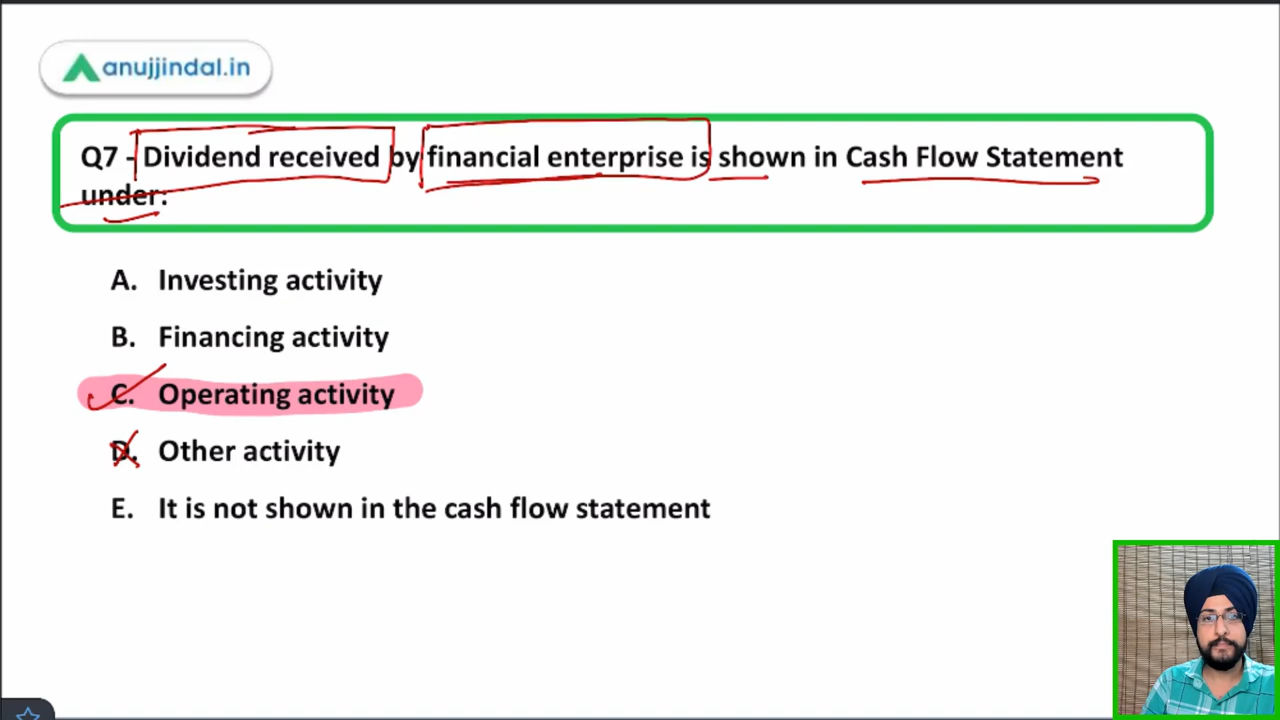 anujjindal.in
Q7 - Dividend received by financial enterprise is shown in Cash Flow Statement
under:
A. Investing activity
B. Financing activity
C. Operating activity
D. Other activity
E. It is not shown in the cash flow statement